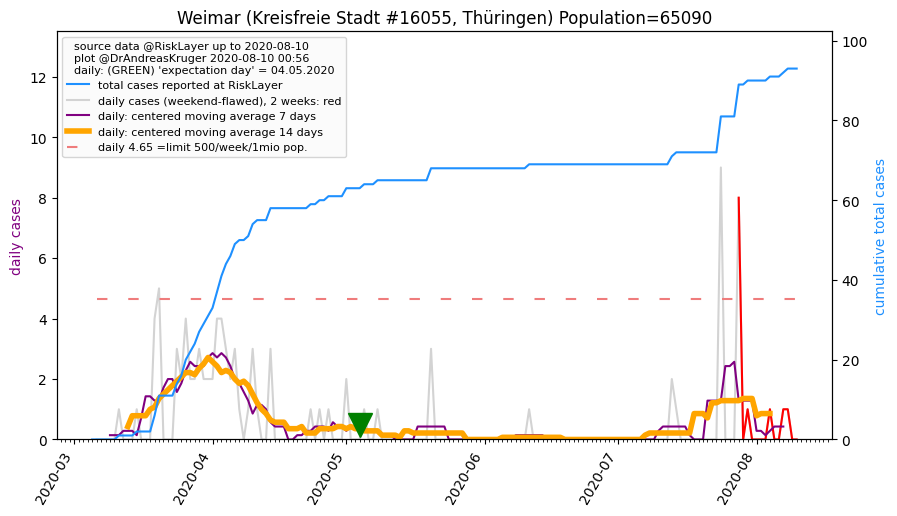 Weimar (Kreisfreie Stadt #16055, Thüringen) Population=65090
source data @RiskLayer up to 2020-08-10
plot @DrAndreasKruger 2020-08-10 00:56
daily: (GREEN) 'expectation day' = 04.05.2020
total cases reported at RiskLayer
daily cases (weekend-flawed), 2 weeks: red
daily: centered moving average 7 days
daily: centered moving average 14 days
daily 4.65 =limit 500/week/1mio pop.
daily cases
12
10
8
6
4
2
0
cumulative total cases
100
80
60
40
20
0
2020-03
2020-04
2020-05
2020-06
2020-07
2020-08